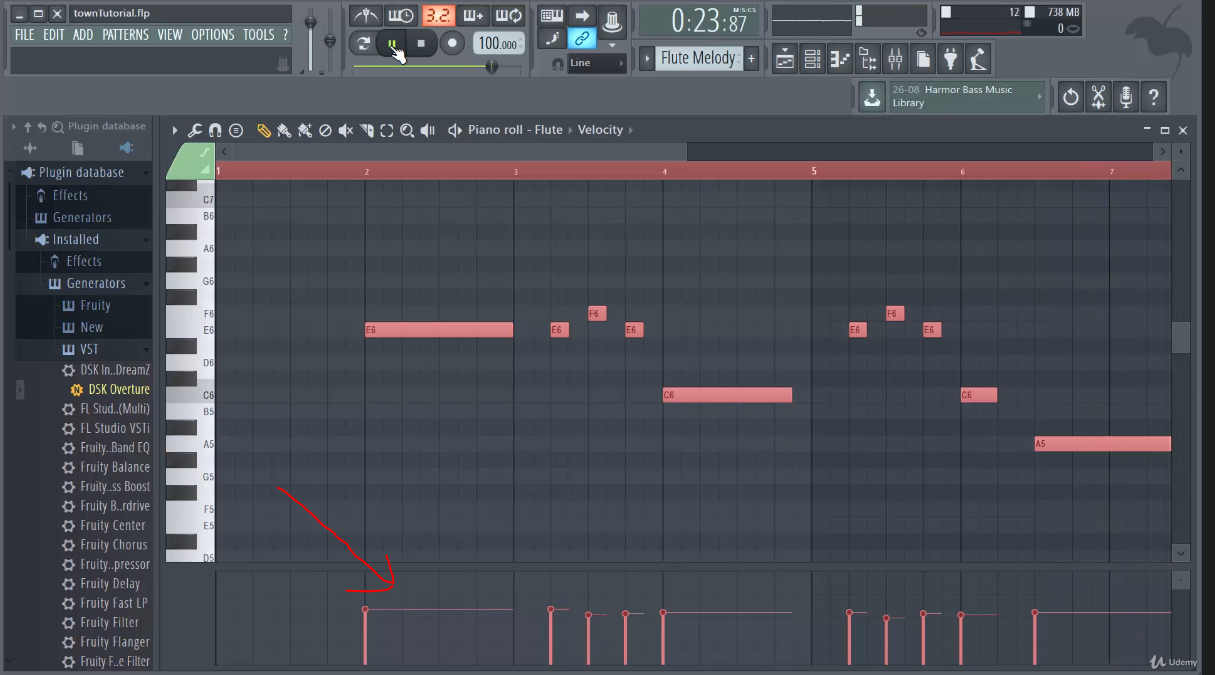 townTutorial.flp
FILE EDIT ADD PATTERNS VIEW OPTIONS TOOLS ?
3.2
100.000
0:23:87
M:S:CS
12
738 MB
0
Line
Flute Melody
26-08 Harmor Bass Music
Library
Plugin database
Piano roll - Flute Velocity
Plugin database
Effects
Generators
Installed
Effects
Generators
Fruity
New
VST
DSK In..DreamZ
DSK Overture
FL Stud..(Multi)
FL Studio VSTi
Fruity..Band EQ
Fruity Balance
Fruity..ss Boost
Fruity B..rdrive
Fruity Center
Fruity Chorus
Fruity..pressor
Fruity Delay
Fruity Fast LP
Fruity Filter
Fruity Flanger
Fruity F..e Filter
1 2 3 4 5 6 7
C7
B6
A6
G6
F6 F6 F6
E6 E6 E6 E6 E6 E6
D6
C6 C6 C6
B5
A5 A5
G5
F5
E5
D5
Udemy